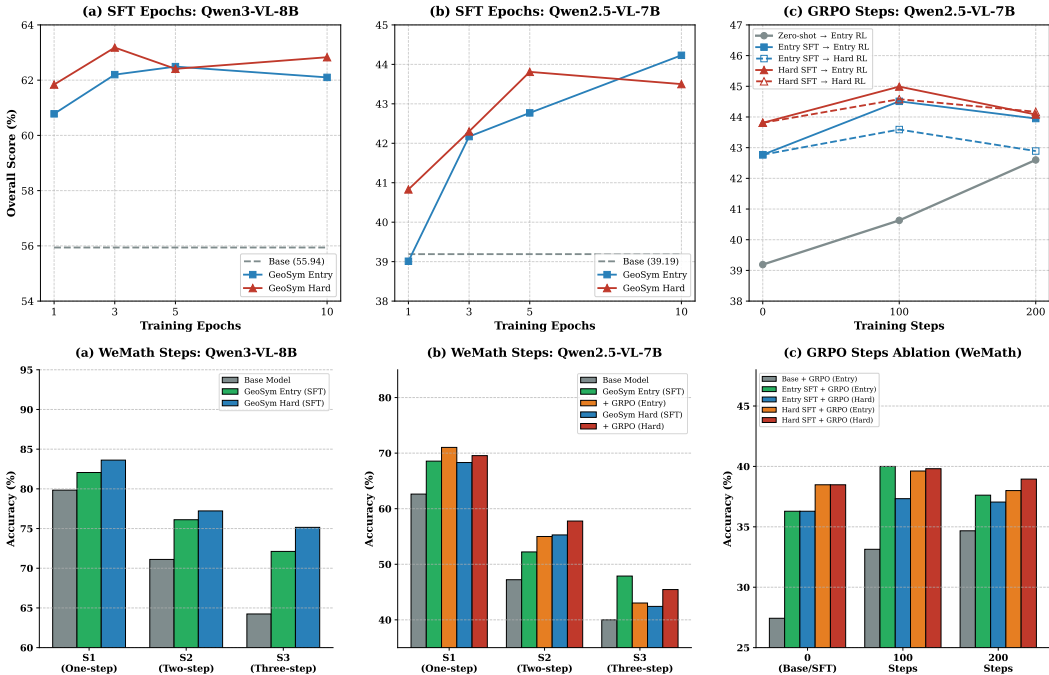 (a) SFT Epochs: Qwen3-VL-8B
Overall Score (%)
64
62
60
58
56
54
1
3
5
10
Training Epochs
Base (55.94)
GeoSym Entry
GeoSym Hard
(b) SFT Epochs: Qwen2.5-VL-7B
45
44
43
42
41
40
39
38
1
3
5
10
Training Epochs
Base (39.19)
GeoSym Entry
GeoSym Hard
(c) GRPO Steps: Qwen2.5-VL-7B
47
46
45
44
43
42
41
40
39
38
0
100
200
Training Steps
Zero-shot → Entry RL
Entry SFT → Entry RL
Entry SFT → Hard RL
Hard SFT → Entry RL
Hard SFT → Hard RL
(a) WeMath Steps: Qwen3-VL-8B
Accuracy (%)
95
90
85
80
75
70
65
60
Base Model
GeoSym Entry (SFT)
GeoSym Hard (SFT)
S1
(One-step)
S2
(Two-step)
S3
(Three-step)
(b) WeMath Steps: Qwen2.5-VL-7B
Accuracy (%)
80
70
60
50
40
Base Model
GeoSym Entry (SFT)
+ GRPO (Entry)
GeoSym Hard (SFT)
+ GRPO (Hard)
S1
(One-step)
S2
(Two-step)
S3
(Three-step)
(c) GRPO Steps Ablation (WeMath)
Accuracy (%)
45
40
35
30
25
Base + GRPO (Entry)
Entry SFT + GRPO (Entry)
Entry SFT + GRPO (Hard)
Hard SFT + GRPO (Entry)
Hard SFT + GRPO (Hard)
0
(Base/SFT)
100
Steps
200
Steps